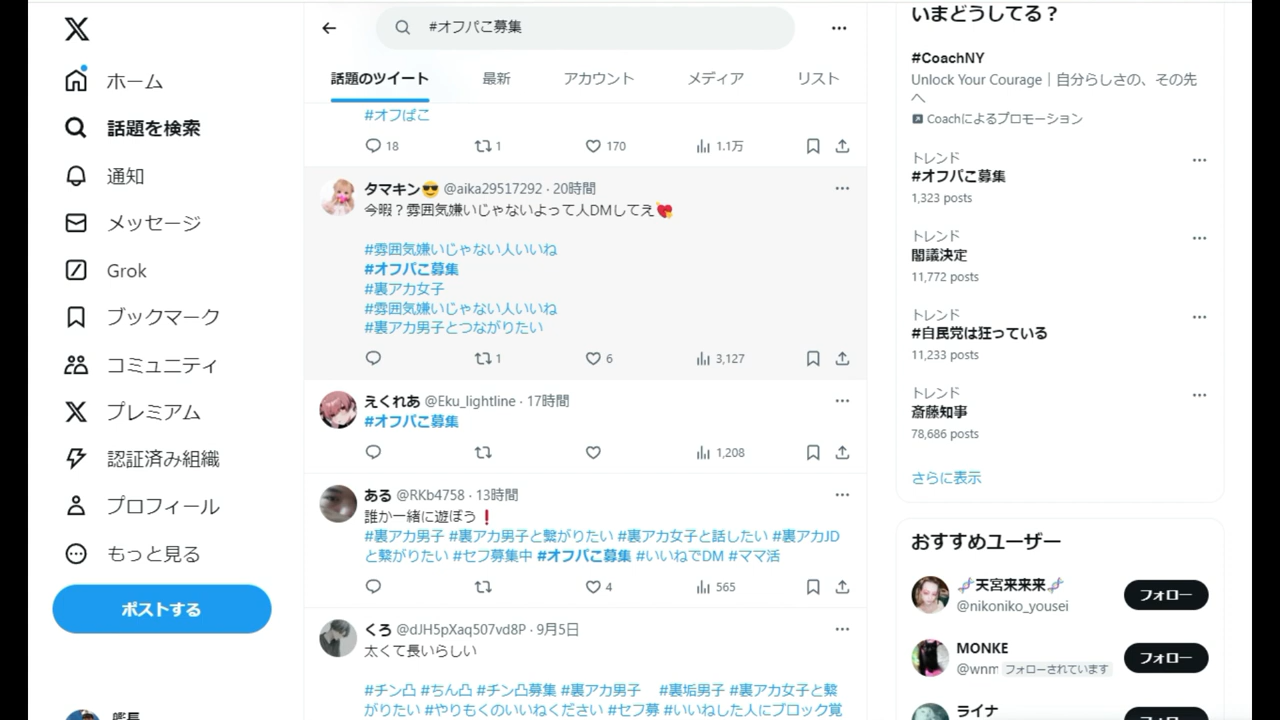 ホーム
話題を検索
通知
メッセージ
Grok
ブックマーク
コミュニティ
プレミアム
認証済み組織
プロフィール
もっと見る
ポストする
艦長
#オフパこ募集
話題のツイート 最新 アカウント メディア リスト
#オフぱこ
18 1 170 1.1万
タマキン😎 @aika29517292 · 20時間
今暇？雰囲気嫌いじゃないよって人DMしてえ💘
#雰囲気嫌いじゃない人いいね
#オフパこ募集
#裏アカ女子
#雰囲気嫌いじゃない人いいね
#裏アカ男子とつながりたい
1 6 3,127
えくれあ @Eku_lightline · 17時間
#オフパこ募集
1,208
ある @RKb4758 · 13時間
誰か一緒に遊ぼう❗
#裏アカ男子 #裏アカ男子と繋がりたい #裏アカ女子と話したい #裏アカJD
と繋がりたい #セフ募集中 #オフパこ募集 #いいねでDM #ママ活
4 565
くろ @dJH5pXaq507vd8P · 9月5日
太くて長いらしい
#チン凸 #ちん凸 #チン凸募集 #裏アカ男子 #裏垢男子 #裏アカ女子と繋
がりたい #やりもくのいいねください #セフ募 #いいねした人にブロック覚
いまどうしてる？
#CoachNY
Unlock Your Courage｜自分らしさの、その先
へ
Coachによるプロモーション
トレンド
#オフパこ募集
1,323 posts
トレンド
閣議決定
11,772 posts
トレンド
#自民党は狂っている
11,233 posts
トレンド
斎藤知事
78,686 posts
さらに表示
おすすめユーザー
🧬天宮来来来🧬
@nikoniko_yousei
フォロー
MONKE
@wnm フォローされています
フォロー
ライナ
フォロー